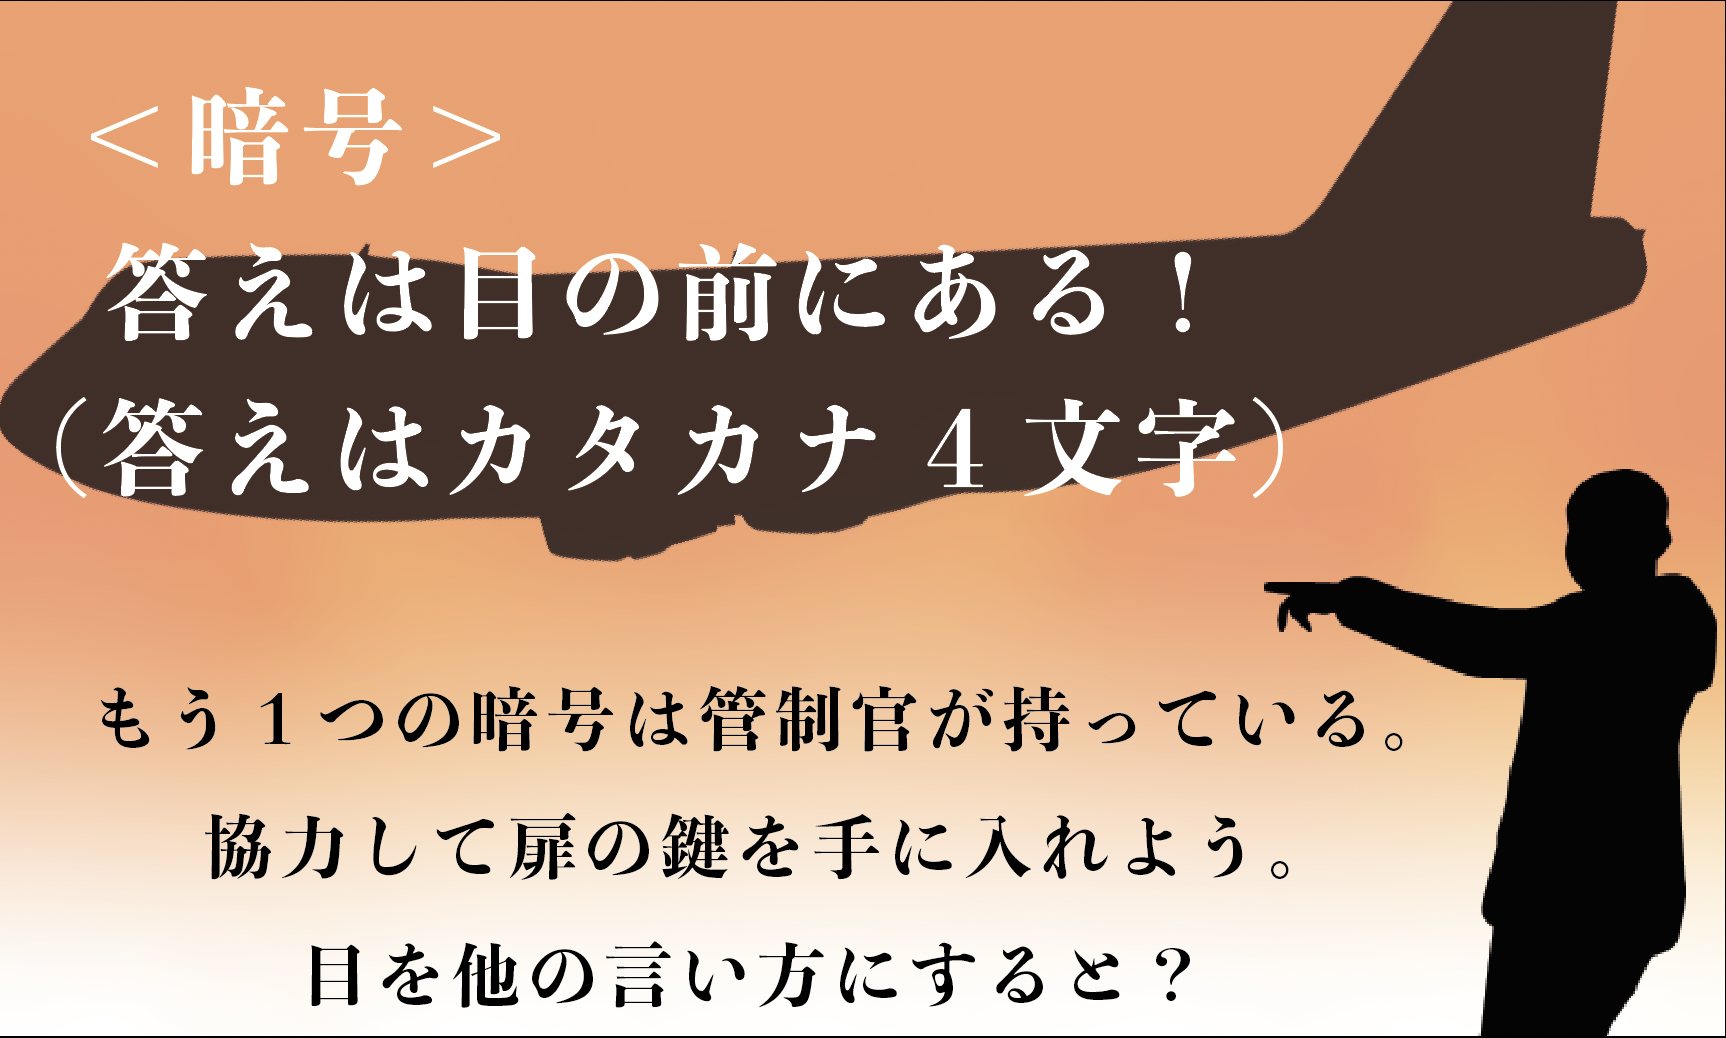 ＜暗号＞
答えは目の前にある！
（答えはカタカナ４文字）
もう１つの暗号は管制官が持っている。
協力して扉の鍵を手に入れよう。
目を他の言い方にすると？